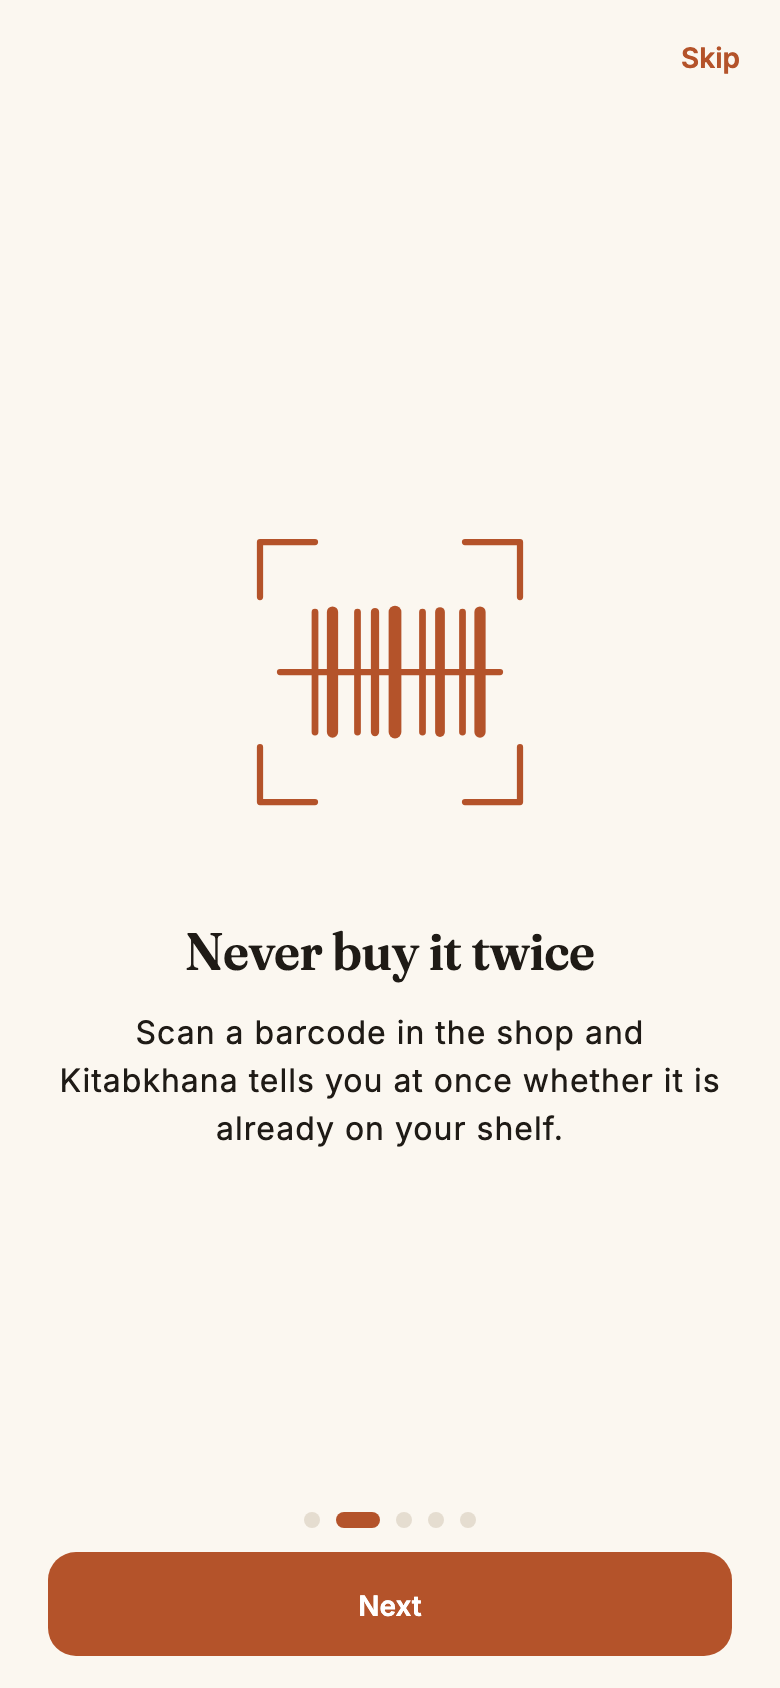 Skip
Never buy it twice
Scan a barcode in the shop and
Kitabkhana tells you at once whether it is
already on your shelf.
Next